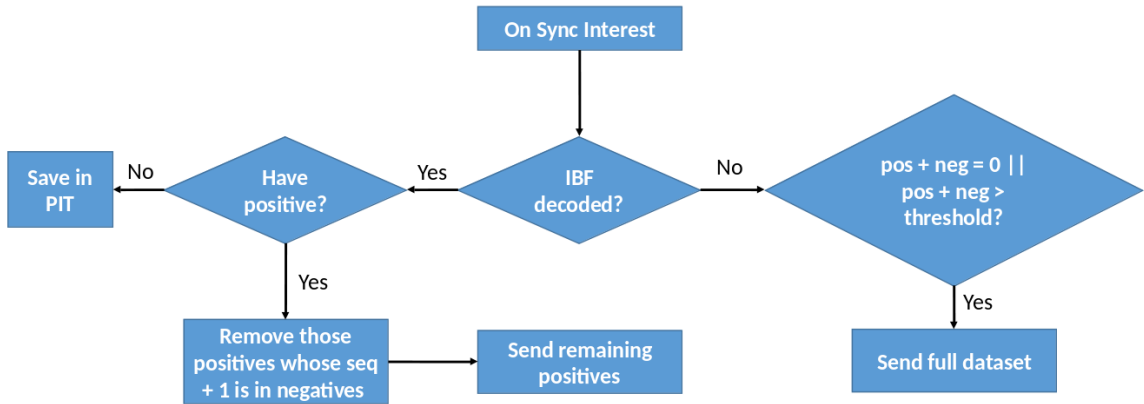 On Sync Interest
No
Yes
No
Save in
PIT
Have
positive?
IBF
decoded?
pos + neg = 0 ||
pos + neg >
threshold?
Yes
Yes
Remove those
positives whose seq
+ 1 is in negatives
Send remaining
positives
Send full dataset